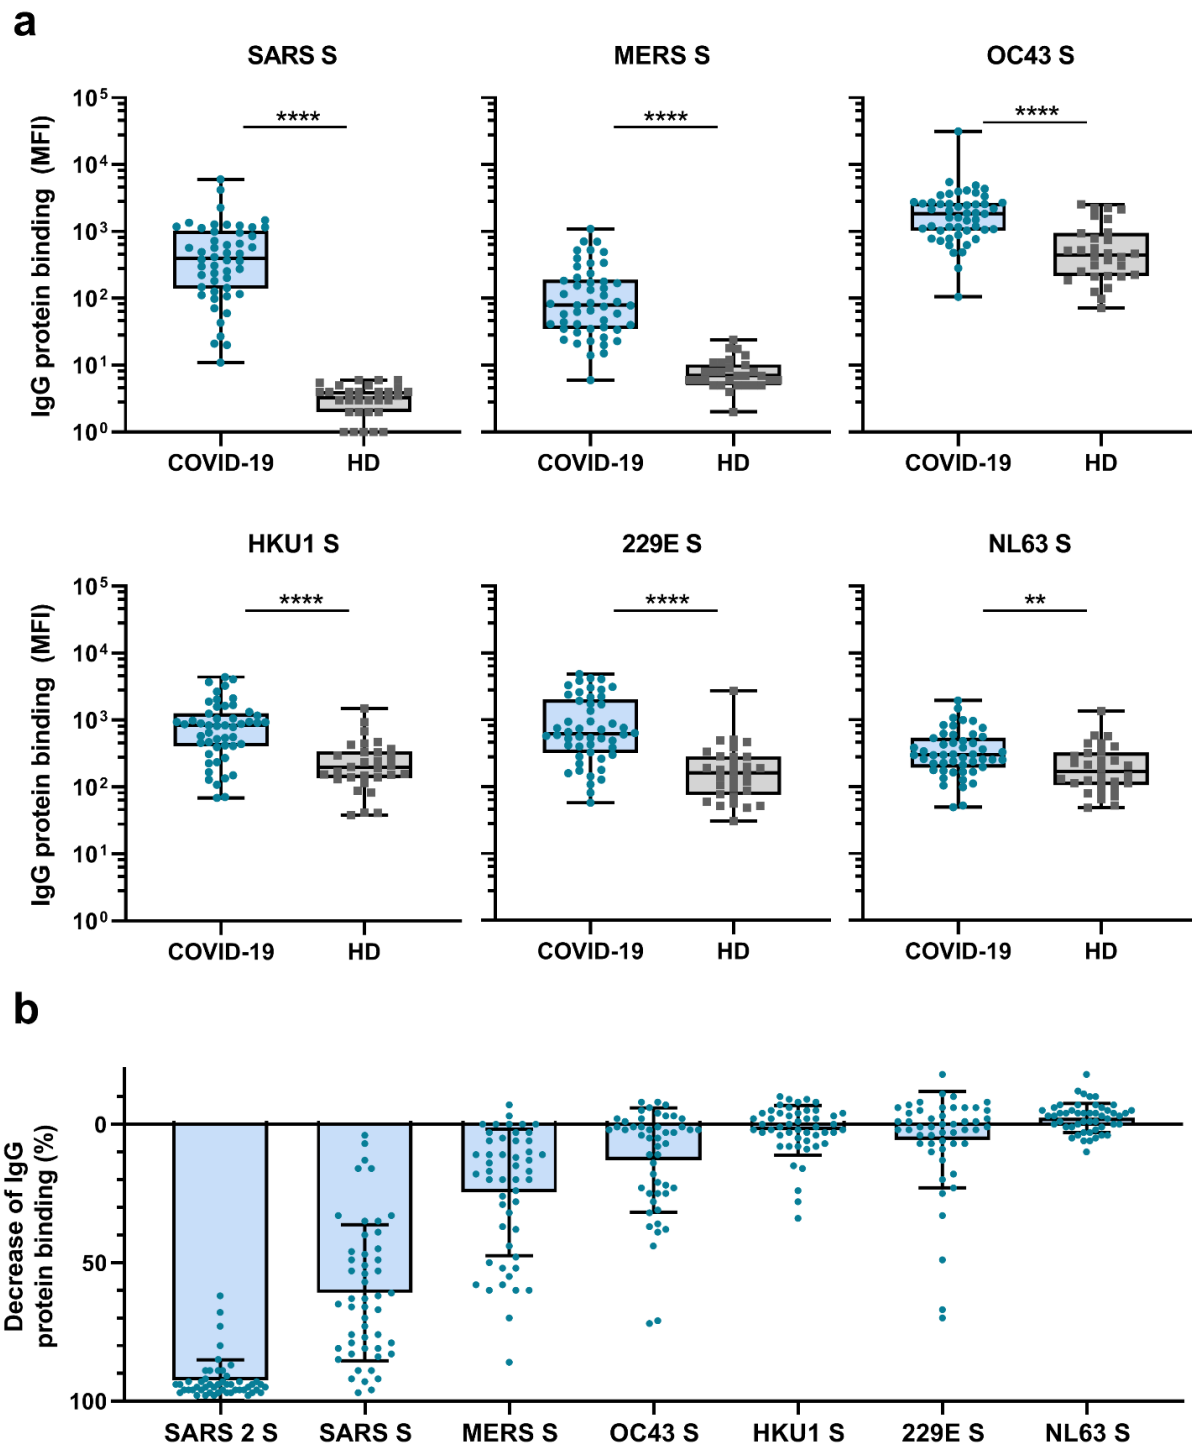 a
SARS S
MERS S
OC43 S
IgG protein binding (MFI)
10⁵
10⁴
10³
10²
10¹
10⁰
****
****
****
COVID-19
HD
COVID-19
HD
COVID-19
HD
HKU1 S
229E S
NL63 S
IgG protein binding (MFI)
10⁵
10⁴
10³
10²
10¹
10⁰
****
****
**
COVID-19
HD
COVID-19
HD
COVID-19
HD
b
Decrease of IgG
protein binding (%)
0
50
100
SARS 2 S
SARS S
MERS S
OC43 S
HKU1 S
229E S
NL63 S